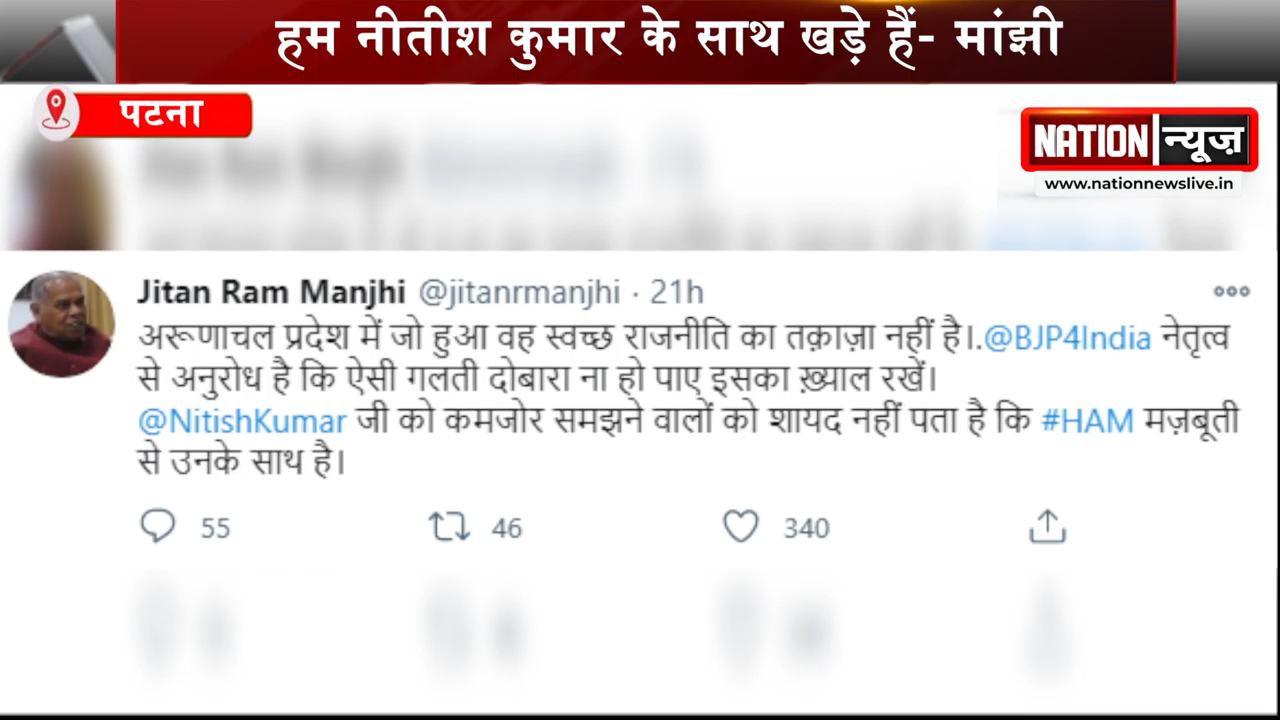 हम नीतीश कुमार के साथ खड़े हैं- मांझी
पटना
NATION न्यूज़
www.nationnewslive.in
Jitan Ram Manjhi @jitanrmanjhi · 21h
अरूणाचल प्रदेश में जो हुआ वह स्वच्छ राजनीति का तक़ाज़ा नहीं है।.@BJP4India नेतृत्व
से अनुरोध है कि ऐसी गलती दोबारा ना हो पाए इसका ख़्याल रखें।
@NitishKumar जी को कमजोर समझने वालों को शायद नहीं पता है कि #HAM मज़बूती
से उनके साथ है।
55 46 340